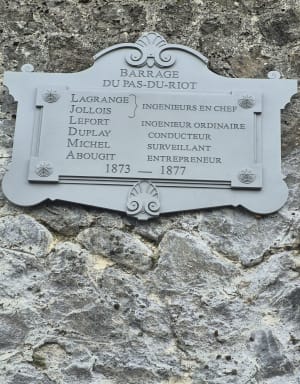 BARRAGE
DU PAS-DU-RIOT
LAGRANGE
JOLLOIS } INGENIEURS EN CHEF
LEFORT INGENIEUR ORDINAIRE
DUPLAY CONDUCTEUR
MICHEL SURVEILLANT
ABOUGIT ENTREPRENEUR
1873 — 1877